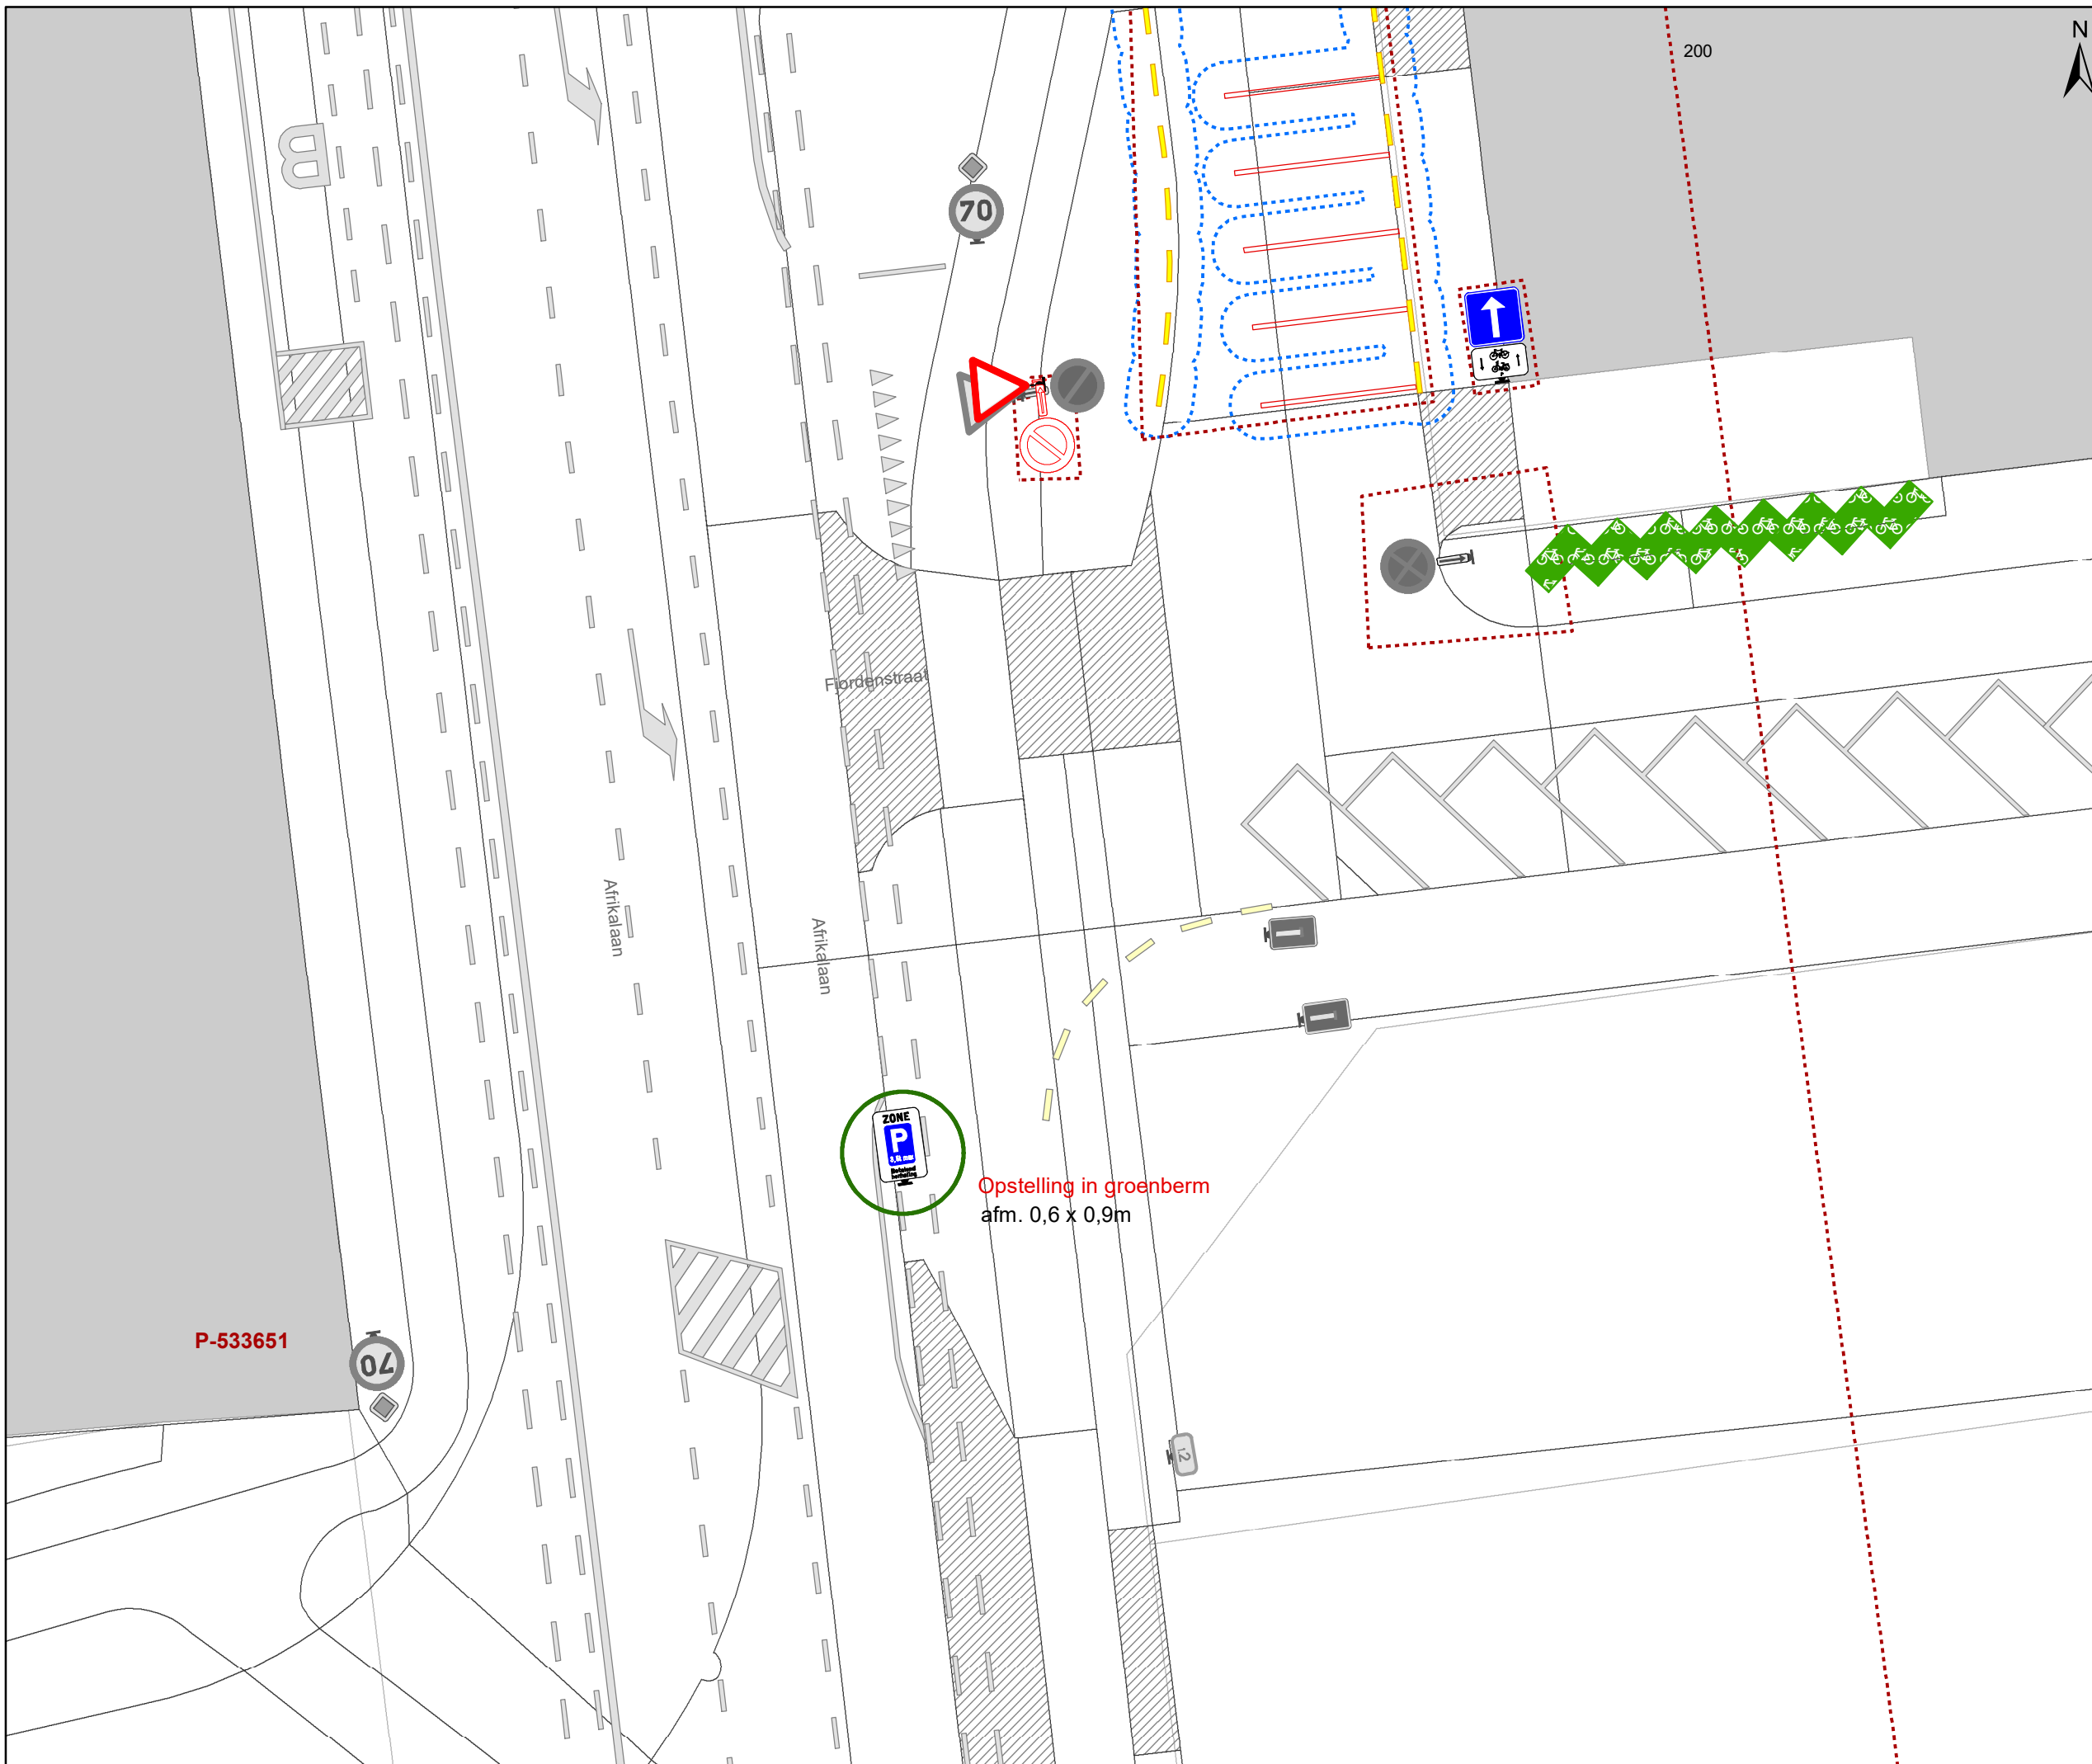 N
200
B
70
Fjordenstraat
Afrikalaan
Afrikalaan
ZONE
P
Opstelling in groenberm
afm. 0,6 x 0,9m
P-533651
70